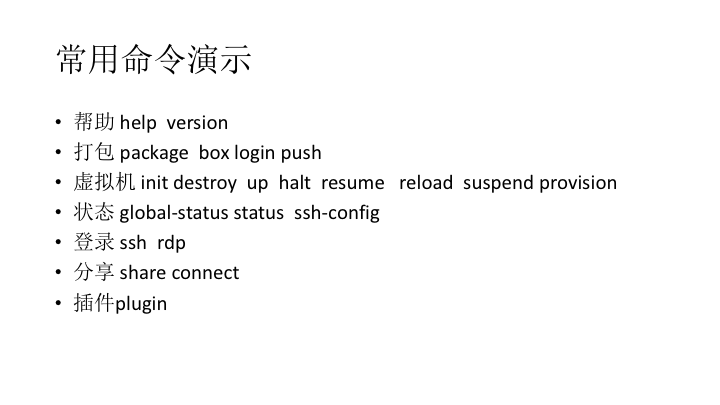 常用命令演示
• 帮助 help version
• 打包 package box login push
• 虚拟机 init destroy up halt resume reload suspend provision
• 状态 global-status status ssh-config
• 登录 ssh rdp
• 分享 share connect
• 插件plugin